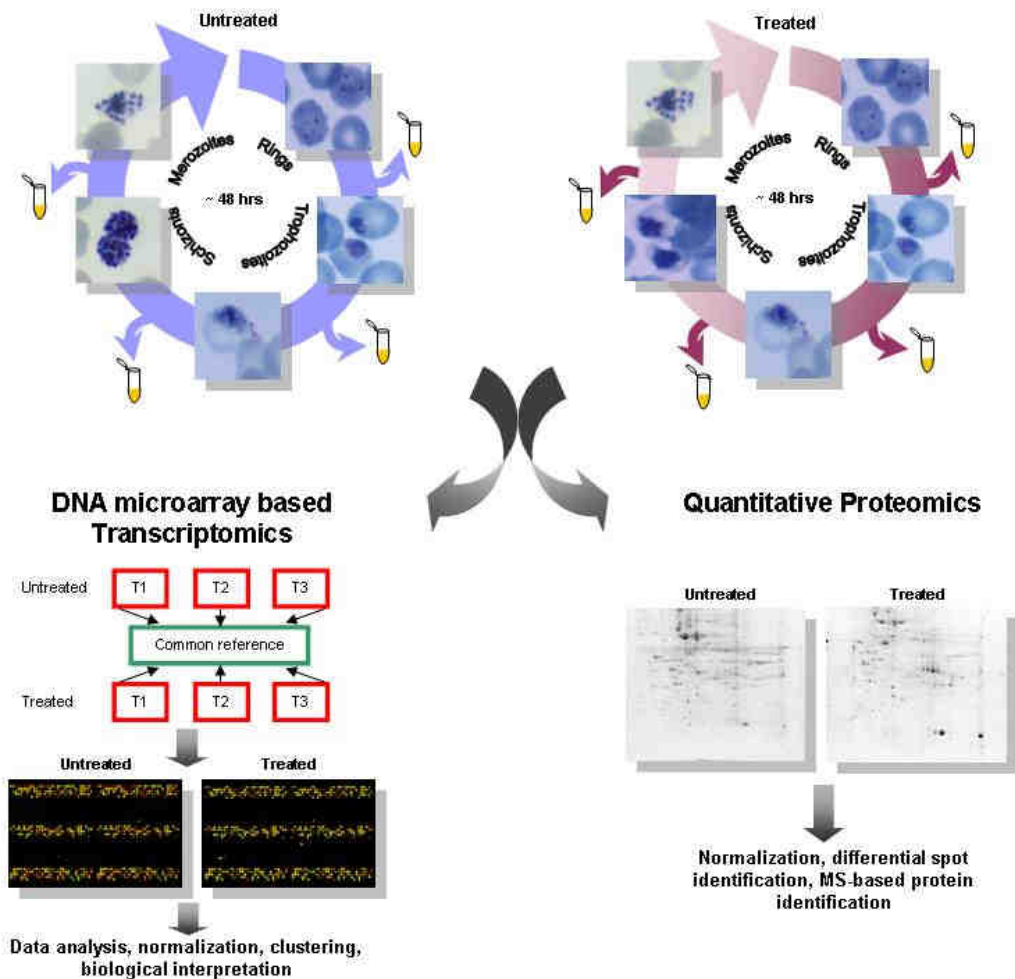 Untreated
Merozoites
Rings
~ 48 hrs
Schizonts
Trophozoites
Treated
Merozoites
Rings
~ 48 hrs
Schizonts
Trophozoites
DNA microarray based
Transcriptomics
Untreated
T1
T2
T3
Common reference
Treated
T1
T2
T3
Untreated
Treated
Data analysis, normalization, clustering,
biological interpretation
Quantitative Proteomics
Untreated
Treated
Normalization, differential spot
identification, MS-based protein
identification